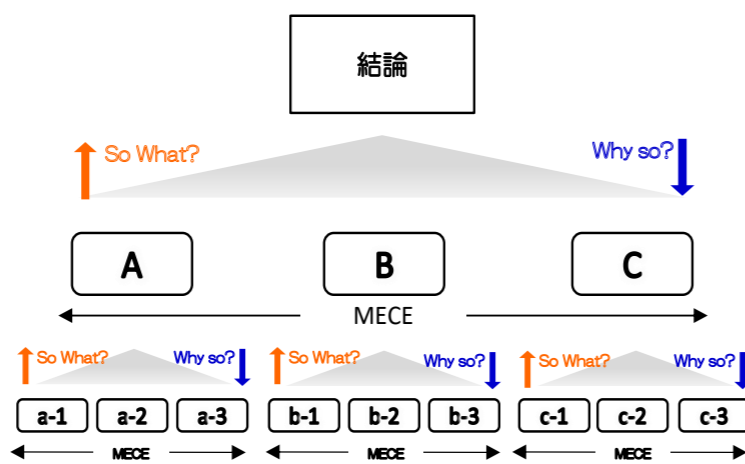 結論
So What?
Why so?
A
B
C
MECE
So What?
Why so?
So What?
Why so?
So What?
Why so?
a-1
a-2
a-3
b-1
b-2
b-3
c-1
c-2
c-3
MECE
MECE
MECE